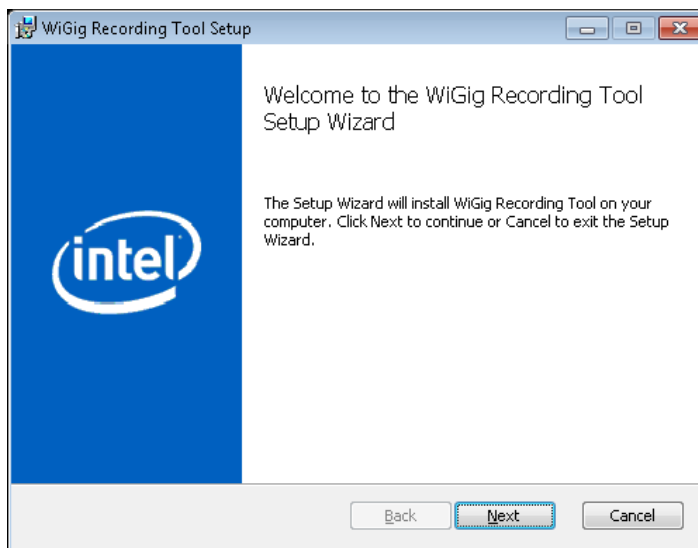 WiGig Recording Tool Setup
Welcome to the WiGig Recording Tool
Setup Wizard
The Setup Wizard will install WiGig Recording Tool on your
computer. Click Next to continue or Cancel to exit the Setup
Wizard.
intel
Back
Next
Cancel